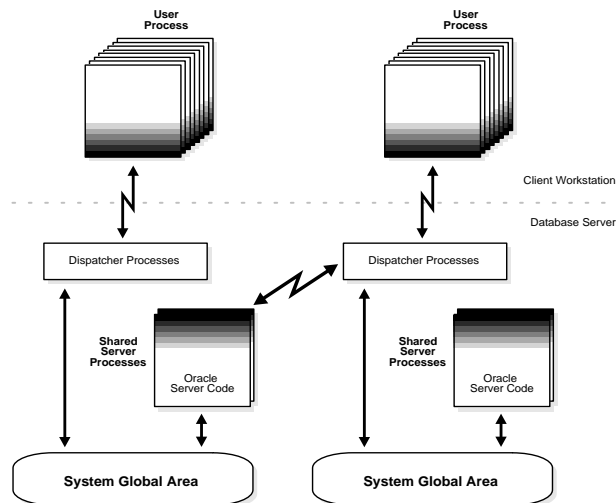 User
Process
User
Process
Client Workstation
Database Server
Dispatcher Processes
Dispatcher Processes
Shared
Server
Processes
Oracle
Server Code
Shared
Server
Processes
Oracle
Server Code
System Global Area
System Global Area